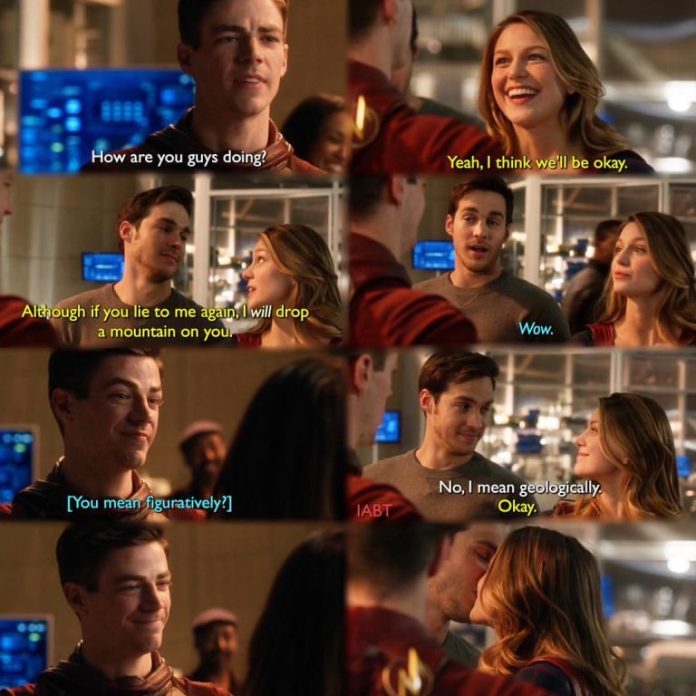 How are you guys doing?
Yeah, I think we'll be okay.
Although if you lie to me again, I will drop
a mountain on you.
Wow.
[You mean figuratively?]
No, I mean geologically.
Okay.
IABT